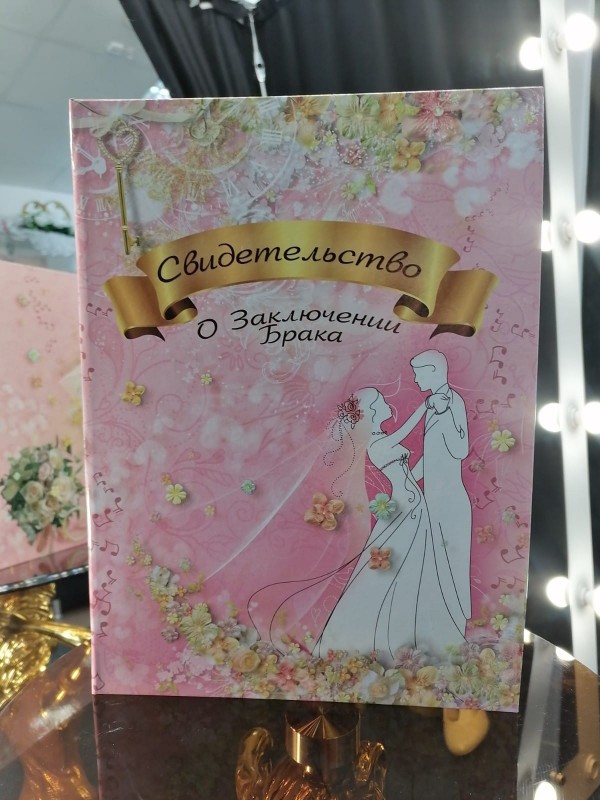 Свидетельство
О Заключении
Брака